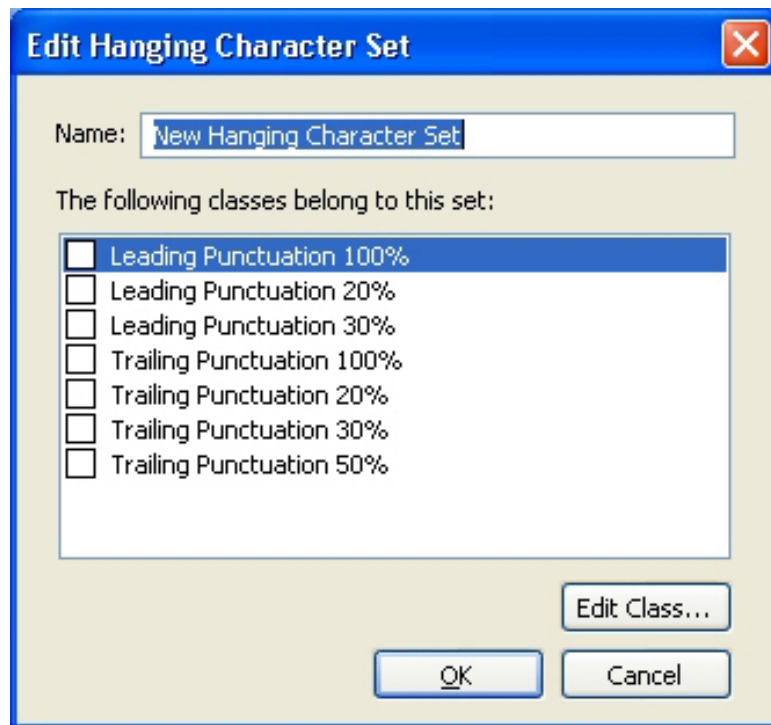 Edit Hanging Character Set
Name: New Hanging Character Set
The following classes belong to this set:
Leading Punctuation 100%
Leading Punctuation 20%
Leading Punctuation 30%
Trailing Punctuation 100%
Trailing Punctuation 20%
Trailing Punctuation 30%
Trailing Punctuation 50%
Edit Class...
OK Cancel